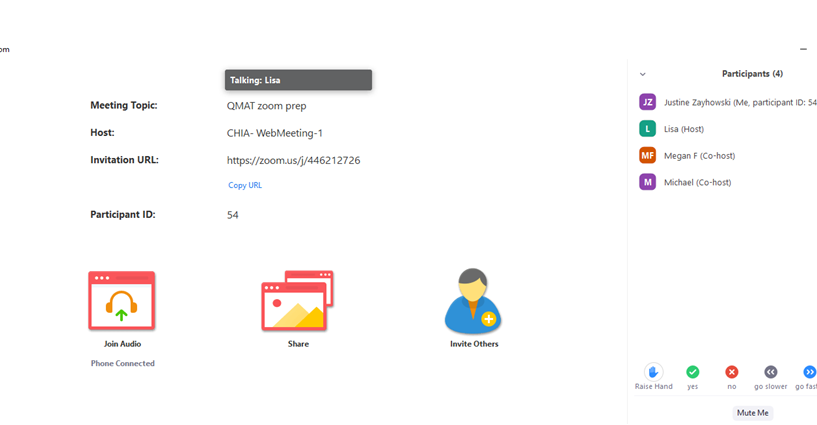 om
Talking: Lisa
Meeting Topic: QMAT zoom prep
Host: CHIA- WebMeeting-1
Invitation URL: https://zoom.us/j/446212726
Copy URL
Participant ID: 54
Join Audio
Phone Connected
Share
Invite Others
Participants (4)
JZ Justine Zayhowski (Me, participant ID: 54
L Lisa (Host)
MF Megan F (Co-host)
M Michael (Co-host)
Raise Hand yes no go slower go fast
Mute Me